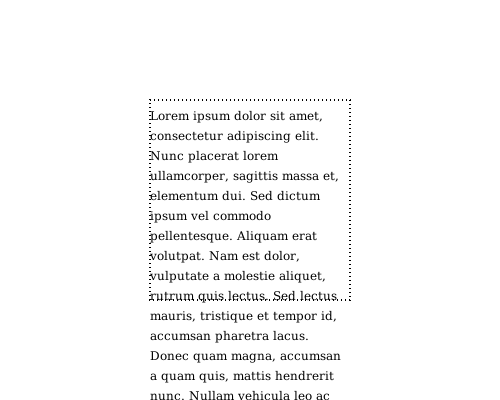 Lorem ipsum dolor sit amet,
consectetur adipiscing elit.
Nunc placerat lorem
ullamcorper, sagittis massa et,
elementum dui. Sed dictum
ipsum vel commodo
pellentesque. Aliquam erat
volutpat. Nam est dolor,
vulputate a molestie aliquet,
rutrum quis lectus. Sed lectus
mauris, tristique et tempor id,
accumsan pharetra lacus.
Donec quam magna, accumsan
a quam quis, mattis hendrerit
nunc. Nullam vehicula leo ac